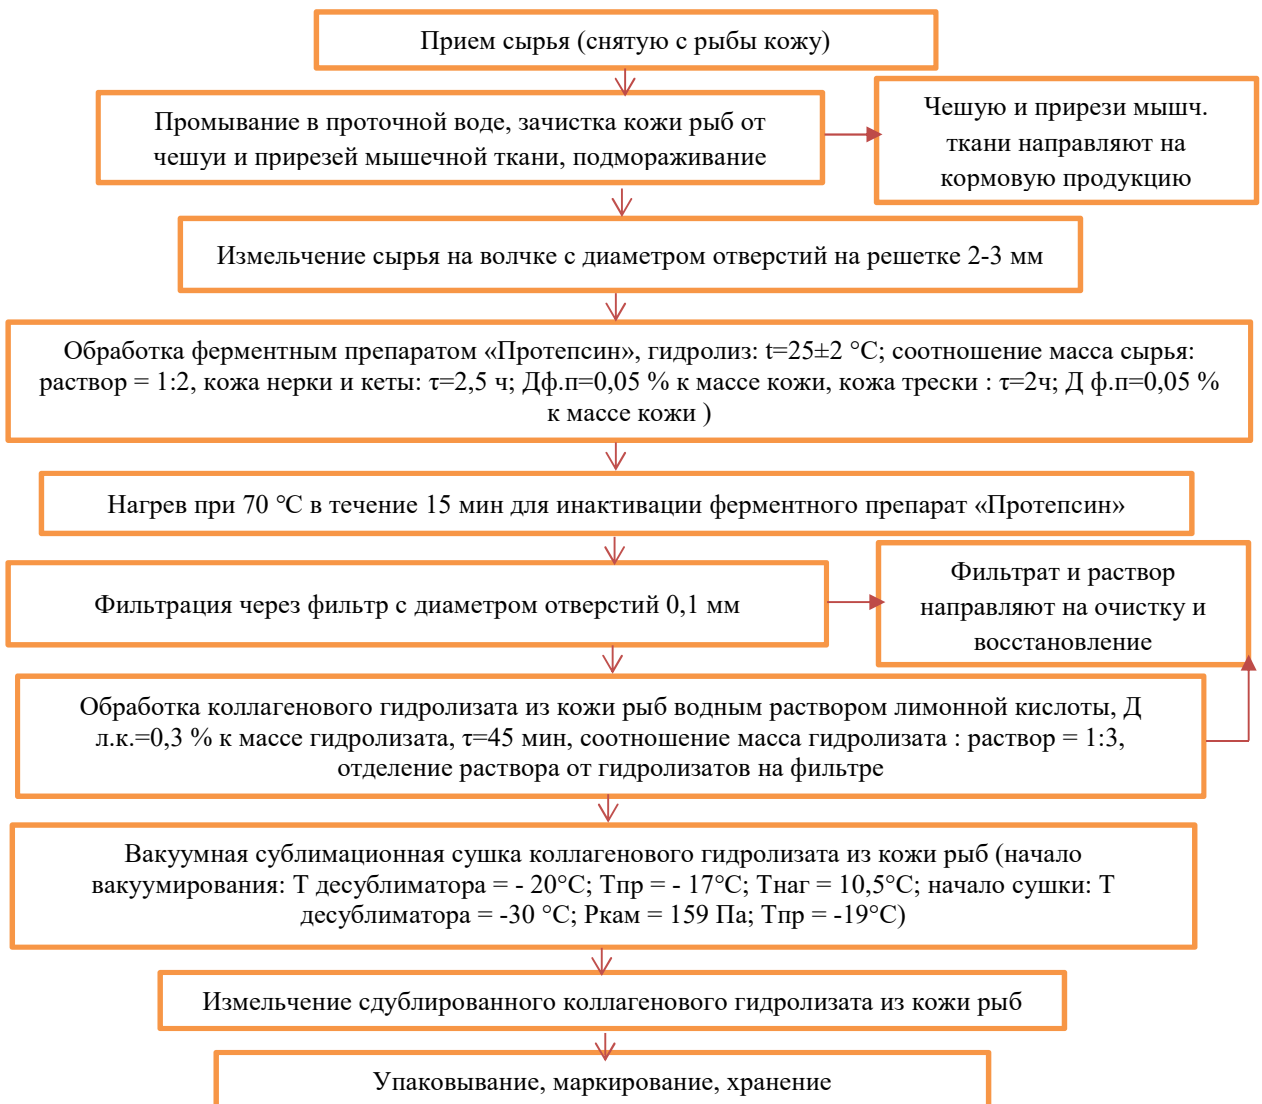 Прием сырья (снятую с рыбы кожу)
Промывание в проточной воде, зачистка кожи рыб от
чешуи и прирезей мышечной ткани, подмораживание
Чешую и прирези мышч.
ткани направляют на
кормовую продукцию
Измельчение сырья на волчке с диаметром отверстий на решетке 2-3 мм
Обработка ферментным препаратом «Протепсин», гидролиз: t=25±2 °С; соотношение масса сырья:
раствор = 1:2, кожа нерки и кеты: τ=2,5 ч; Дф.п=0,05 % к массе кожи, кожа трески : τ=2ч; Д ф.п=0,05 %
к массе кожи )
Нагрев при 70 °С в течение 15 мин для инактивации ферментного препарат «Протепсин»
Фильтрация через фильтр с диаметром отверстий 0,1 мм
Фильтрат и раствор
направляют на очистку и
восстановление
Обработка коллагенового гидролизата из кожи рыб водным раствором лимонной кислоты, Д
л.к.=0,3 % к массе гидролизата, τ=45 мин, соотношение масса гидролизата : раствор = 1:3,
отделение раствора от гидролизатов на фильтре
Вакуумная сублимационная сушка коллагенового гидролизата из кожи рыб (начало
вакуумирования: Т десублиматора = - 20°С; Тпр = - 17°С; Тнаг = 10,5°С; начало сушки: Т
десублиматора = -30 °С; Ркам = 159 Па; Тпр = -19°С)
Измельчение сдублированного коллагенового гидролизата из кожи рыб
Упаковывание, маркирование, хранение